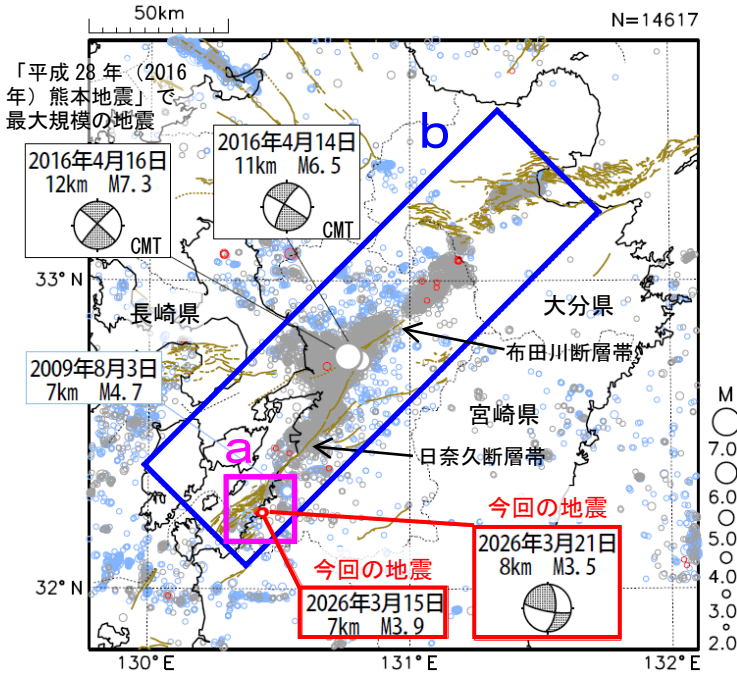 50km
N=14617
「平成 28 年（2016
年）熊本地震」で
最大規模の地震
2016年4月16日
12km M7.3
CMT
2016年4月14日
11km M6.5
CMT
b
33°N
長崎県
大分県
布田川断層帯
2009年8月3日
7km M4.7
宮崎県
a
日奈久断層帯
M
7.0
6.0
5.0
4.0
3.0
2.0
今回の地震
2026年3月21日
8km M3.5
今回の地震
2026年3月15日
7km M3.9
32°N
130°E
131°E
132°E